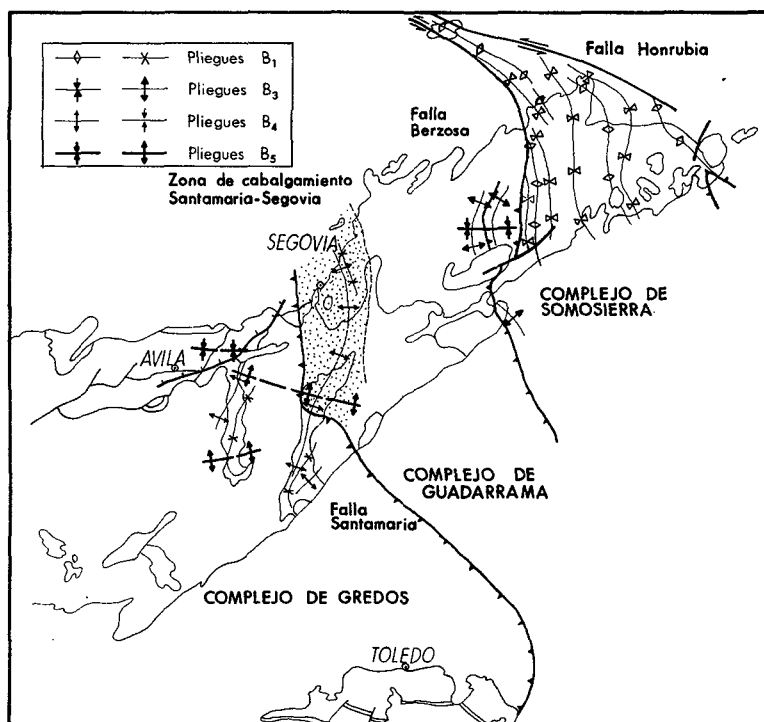 Pliegues B₁
Pliegues B₃
Pliegues B₄
Pliegues B₅
Zona de cabalgamiento
Santamaria-Segovia
Falla Honrubia
Falla
Berzosa
SEGOVIA
COMPLEJO DE
SOMOSIERRA
AVILA
COMPLEJO DE
GUADARRAMA
Falla
Santamaria
COMPLEJO DE GREDOS
TOLEDO